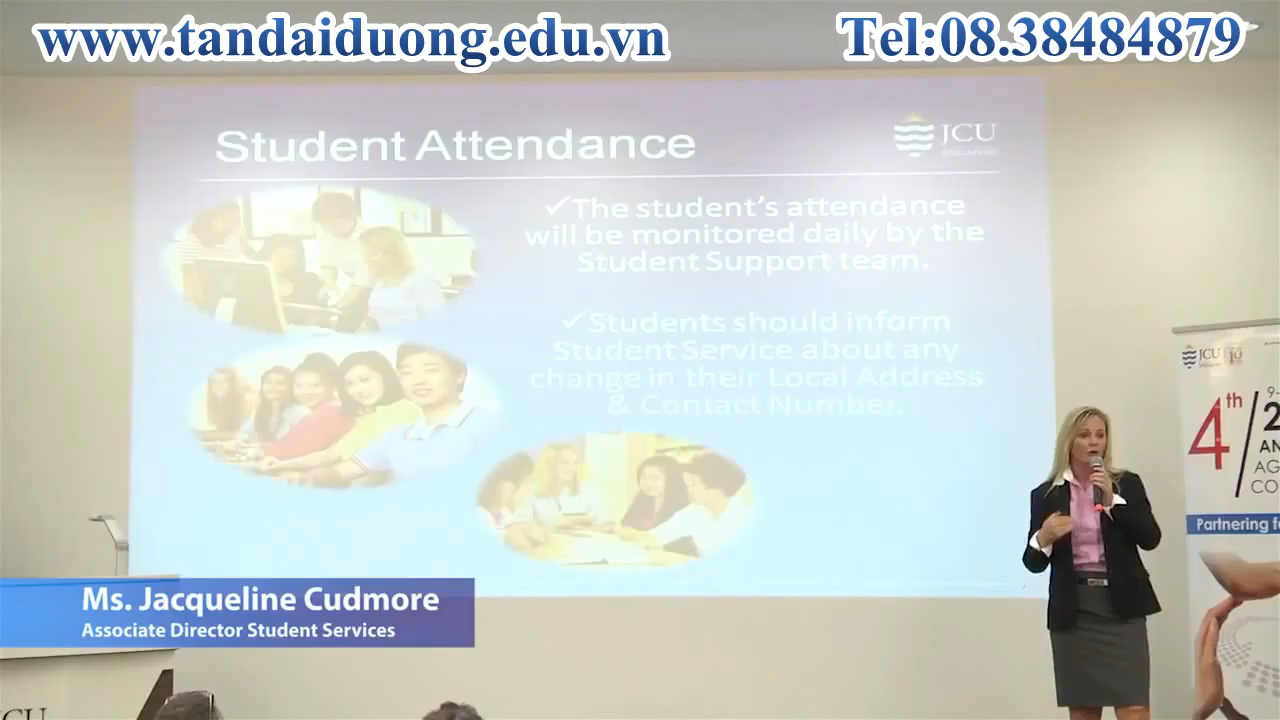 www.tandaiduong.edu.vn
Tel:08.38484879
Student Attendance
JCU
✓The student's attendance
will be monitored daily by the
Student Support team.
✓Students should inform
Student Service about any
change in their Local Address
& Contact Number.
JCU
4th
Partnering
Ms. Jacqueline Cudmore
Associate Director Student Services
JCU